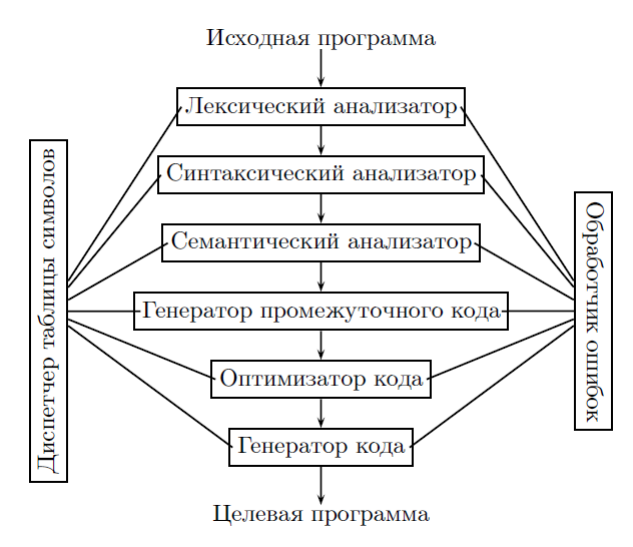 Исходная программа
Лексический анализатор
Синтаксический анализатор
Семантический анализатор
Генератор промежуточного кода
Оптимизатор кода
Генератор кода
Целевая программа
Диспетчер таблицы символов
Обработчик ошибок